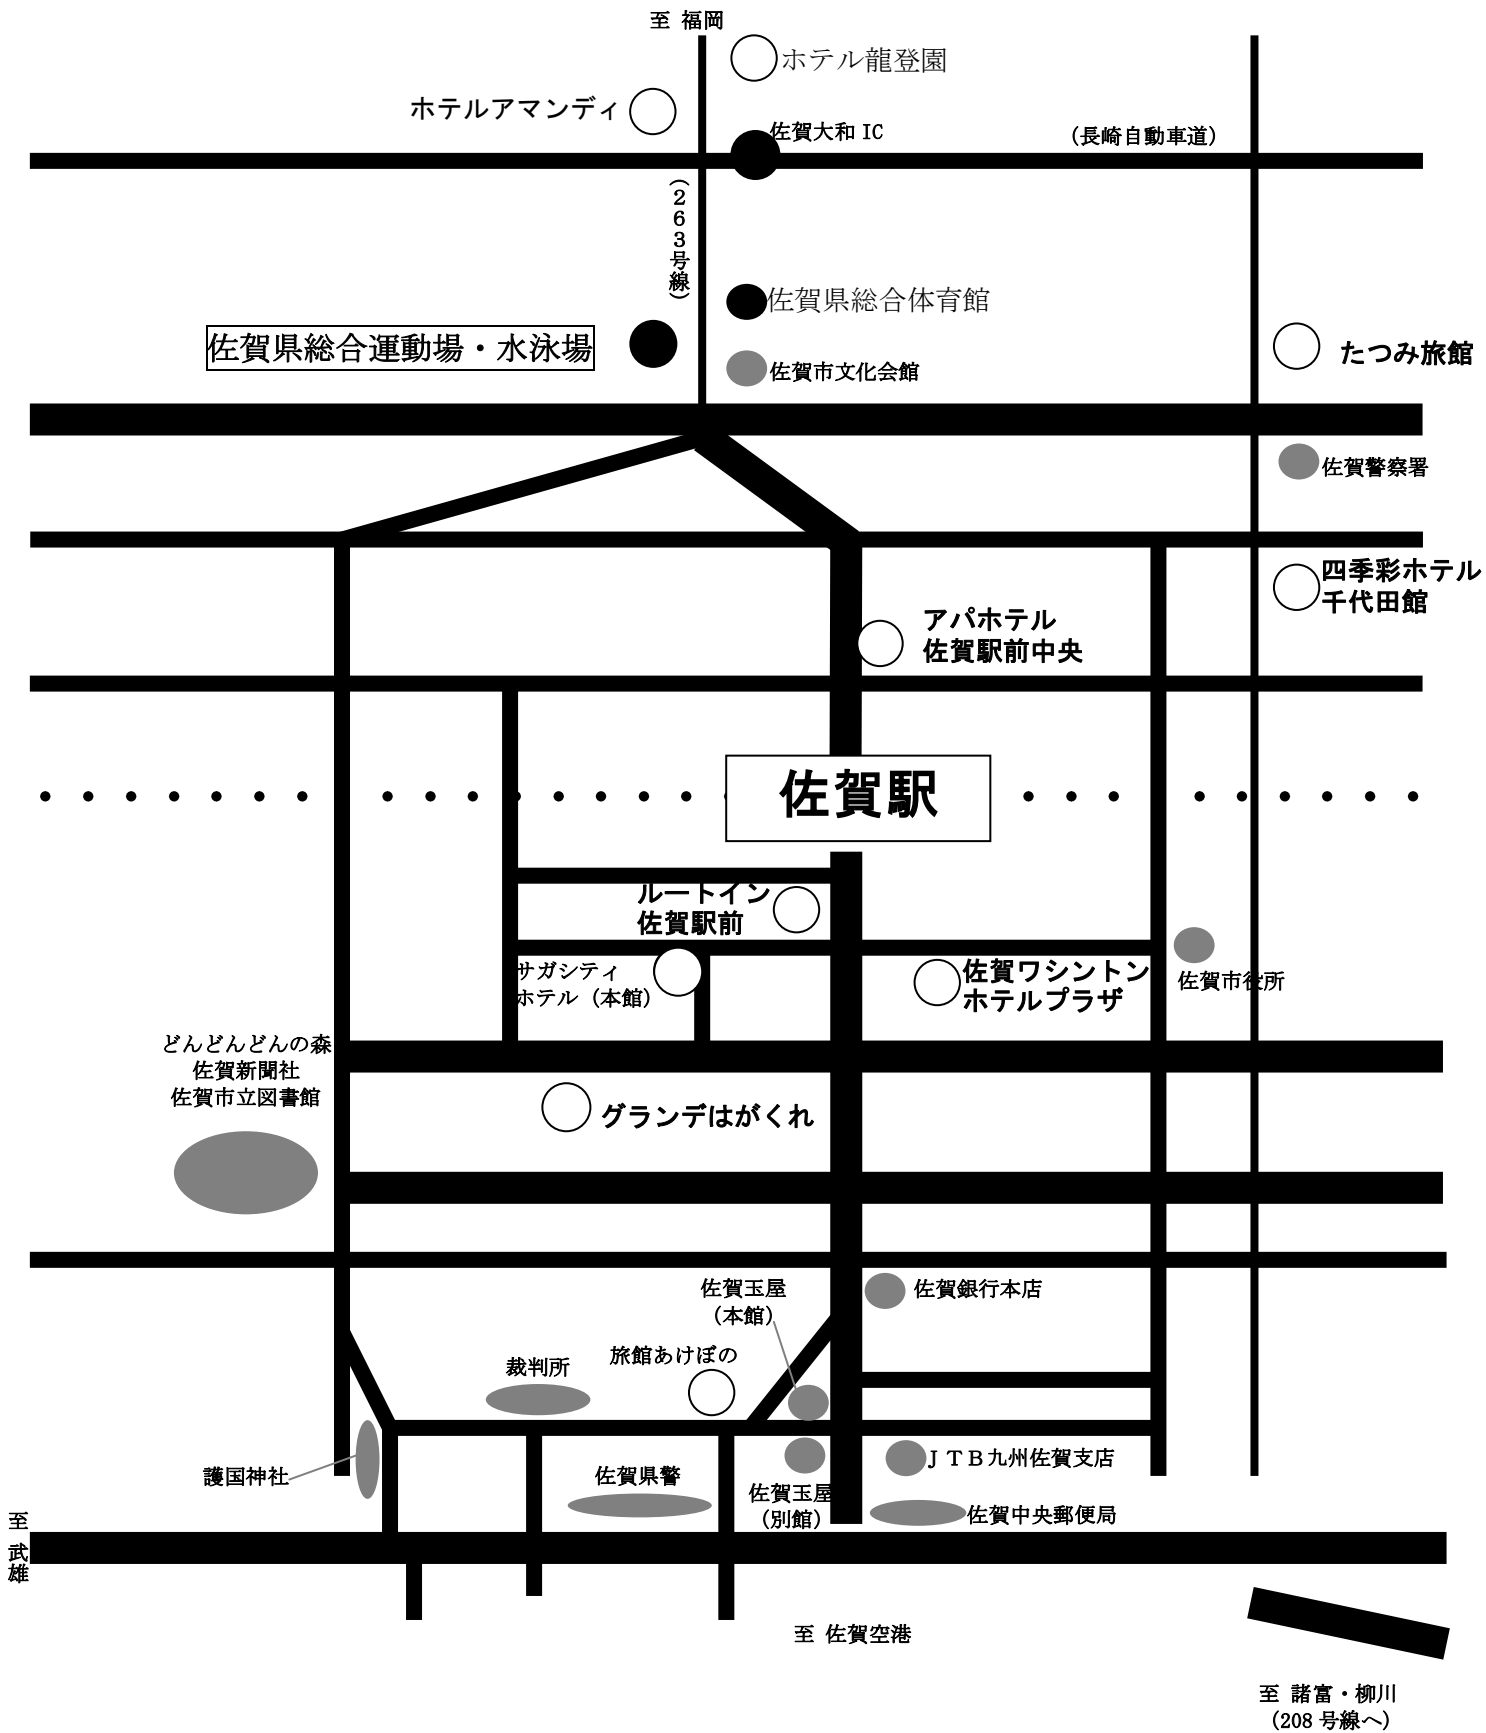 至 福岡
ホテル龍登園
ホテルアマンディ
佐賀大和 IC
（長崎自動車道）
（２６３号線）
佐賀県総合体育館
佐賀県総合運動場・水泳場
佐賀市文化会館
たつみ旅館
佐賀警察署
四季彩ホテル
千代田館
アパホテル
佐賀駅前中央
佐賀駅
ルートイン
佐賀駅前
サガシティ
ホテル（本館）
佐賀ワシントン
ホテルプラザ
佐賀市役所
どんどんどんの森
佐賀新聞社
佐賀市立図書館
グランデはがくれ
佐賀玉屋
（本館）
佐賀銀行本店
旅館あけぼの
裁判所
護国神社
佐賀県警
佐賀玉屋
（別館）
ＪＴＢ九州佐賀支店
佐賀中央郵便局
至 武雄
至 佐賀空港
至 諸富・柳川
（208 号線へ）